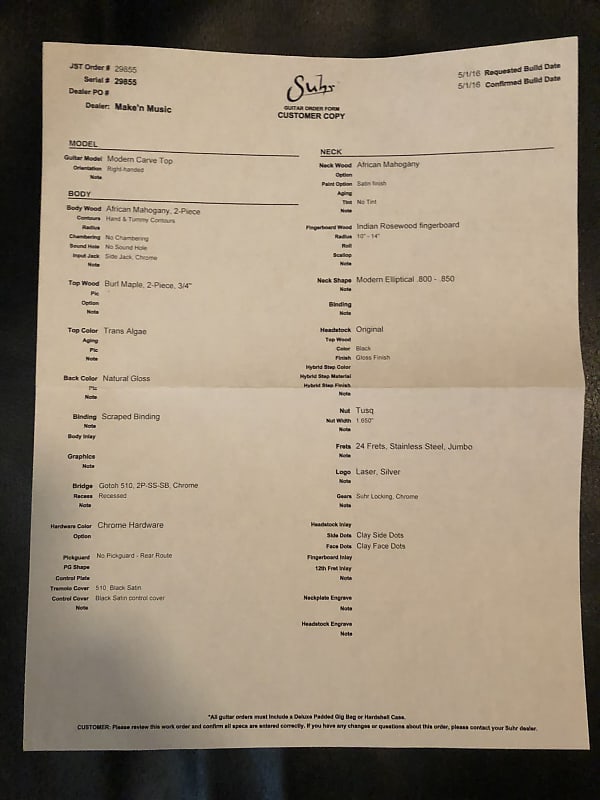 JST Order # 29855
Serial # 29855
Dealer PO #
Dealer: Make'n Music
Suhr
GUITAR ORDER FORM
CUSTOMER COPY
5/1/16 Requested Build Date
5/1/16 Confirmed Build Date
MODEL
Guitar Model Modern Carve Top
Orientation Right-handed
Note
BODY
Body Wood African Mahogany, 2-Piece
Contours Hand & Tummy Contours
Radius
Chambering No Chambering
Sound Hole No Sound Hole
Input Jack Side Jack, Chrome
Note
Top Wood Burl Maple, 2-Piece, 3/4"
Pic
Option
Note
Top Color Trans Algae
Aging
Pic
Note
Back Color Natural Gloss
Pic
Note
Binding Scraped Binding
Note
Body Inlay
Graphics
Note
Bridge Gotoh 510, 2P-SS-SB, Chrome
Recess Recessed
Note
Hardware Color Chrome Hardware
Option
Pickguard No Pickguard - Rear Route
PG Shape
Control Plate
Tremolo Cover 510 Black Satin
Control Cover Black Satin control cover
Note
NECK
Neck Wood African Mahogany
Option
Paint Option Satin finish
Aging
Tint No Tint
Note
Fingerboard Wood Indian Rosewood fingerboard
Radius 10" - 14"
Roll
Scallop
Note
Neck Shape Modern Elliptical .800 - .850
Note
Binding
Note
Headstock Original
Top Wood
Color Black
Finish Gloss Finish
Hybrid Step Color
Hybrid Step Material
Hybrid Step Finish
Note
Nut Tusq
Nut Width 1.650"
Note
Frets 24 Frets, Stainless Steel, Jumbo
Note
Logo Laser, Silver
Note
Gears Suhr Locking, Chrome
Note
Headstock Inlay
Side Dots Clay Side Dots
Face Dots Clay Face Dots
Fingerboard Inlay
12th Fret Inlay
Note
Neckplate Engrave
Note
Headstock Engrave
Note
*All guitar orders must include a Deluxe Padded Gig Bag or Hardshell Case.
CUSTOMER: Please review this work order and confirm all specs are entered correctly. If you have any changes or questions about this order, please contact your Suhr dealer.